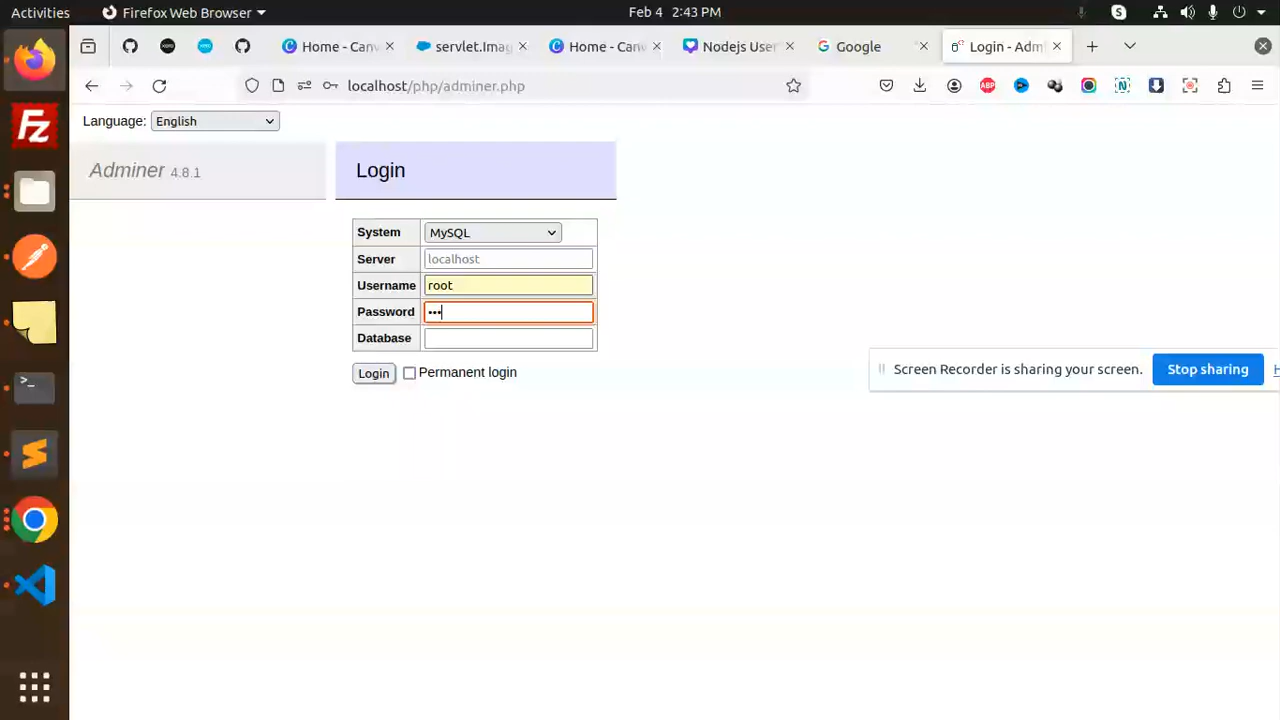 Activities
Firefox Web Browser
Feb 4 2:43 PM
Home - Canv
servlet.Imag
Home - Canv
Nodejs User
Google
Login - Adm
localhost/php/adminer.php
ABP
N
Language: English
Adminer 4.8.1
Login
System MySQL
Server localhost
Username root
Password •••
Database
Login Permanent login
Screen Recorder is sharing your screen. Stop sharing